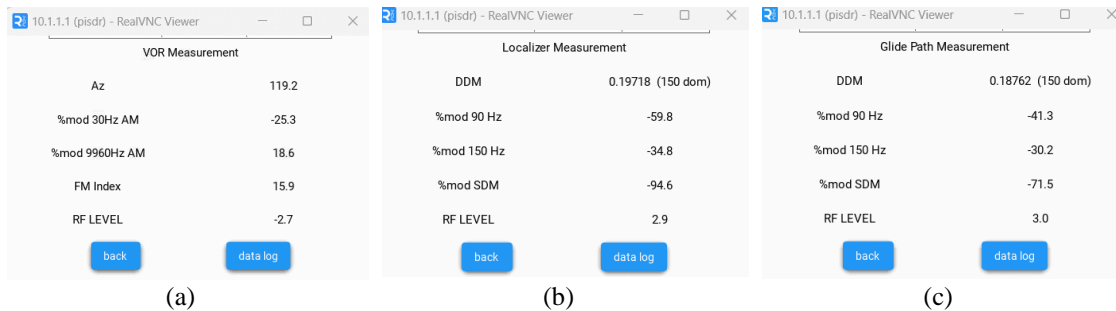 10.1.1.1 (pisdr) - RealVNC Viewer
VOR Measurement
Az 119.2
%mod 30Hz AM -25.3
%mod 9960Hz AM 18.6
FM Index 15.9
RF LEVEL -2.7
back data log
(a)
10.1.1.1 (pisdr) - RealVNC Viewer
Localizer Measurement
DDM 0.19718 (150 dom)
%mod 90 Hz -59.8
%mod 150 Hz -34.8
%mod SDM -94.6
RF LEVEL 2.9
back data log
(b)
10.1.1.1 (pisdr) - RealVNC Viewer
Glide Path Measurement
DDM 0.18762 (150 dom)
%mod 90 Hz -41.3
%mod 150 Hz -30.2
%mod SDM -71.5
RF LEVEL 3.0
back data log
(c)